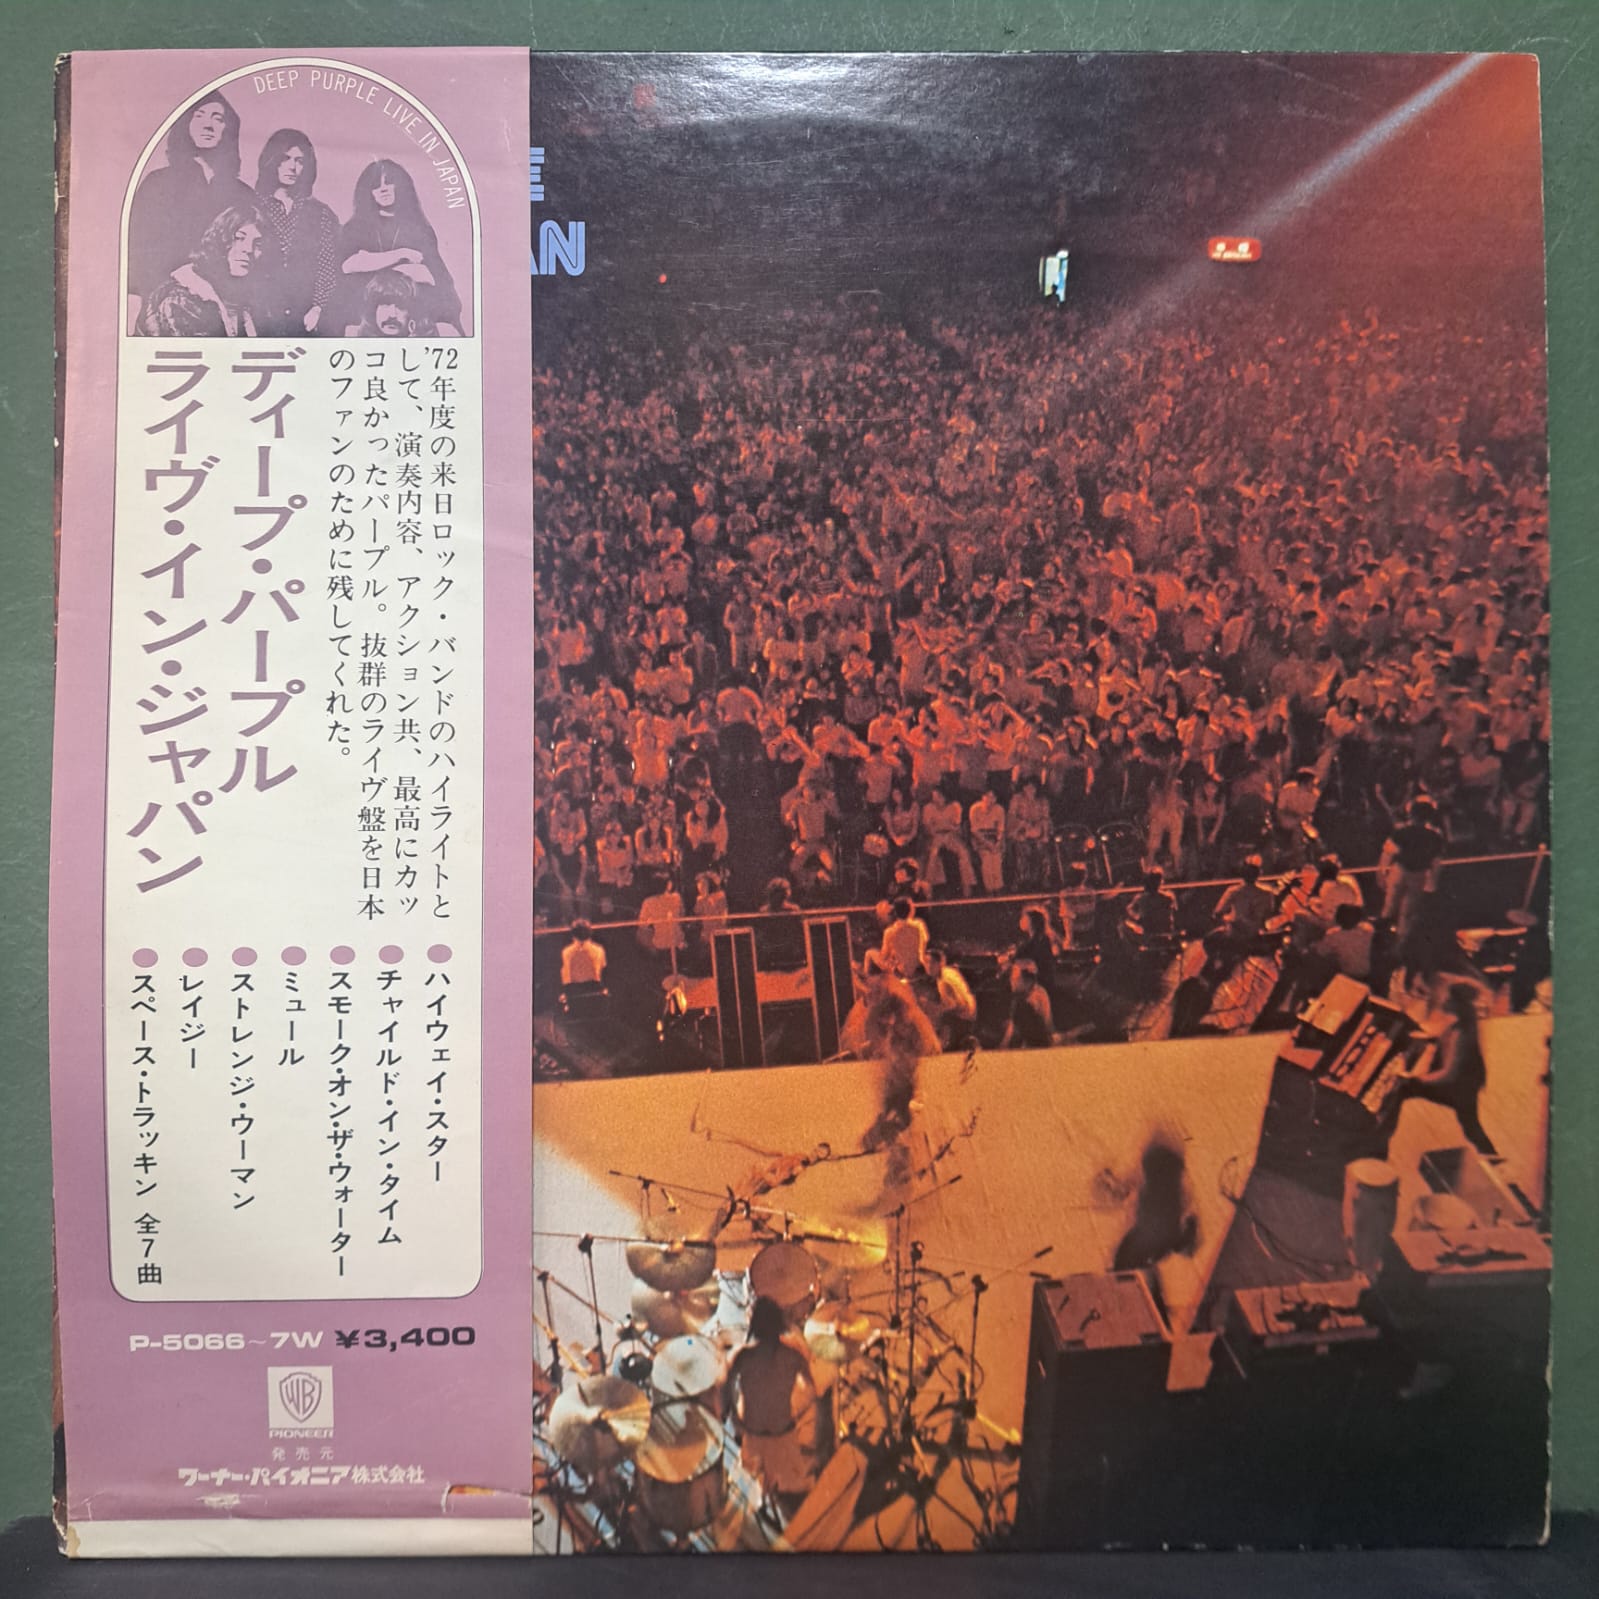 DEEP PURPLE LIVE IN JAPAN
'72年度の来日ロック・バンドのハイライトと
して、演奏内容、アクション共、最高にカッ
コ良かったパープル。抜群のライヴ盤を日本
のファンのために残してくれた。
ディープ・パープル
ライヴ・イン・ジャパン
ハイウェイ・スター
チャイルド・イン・タイム
スモーク・オン・ザ・ウォーター
ミュール
ストレンジ・ウーマン
レイジー
スペース・トラッキン 全7曲
P-5066~7W ¥3,400
WB
PIONEER
発売元
ワーナー・パイオニア株式会社
E
AN